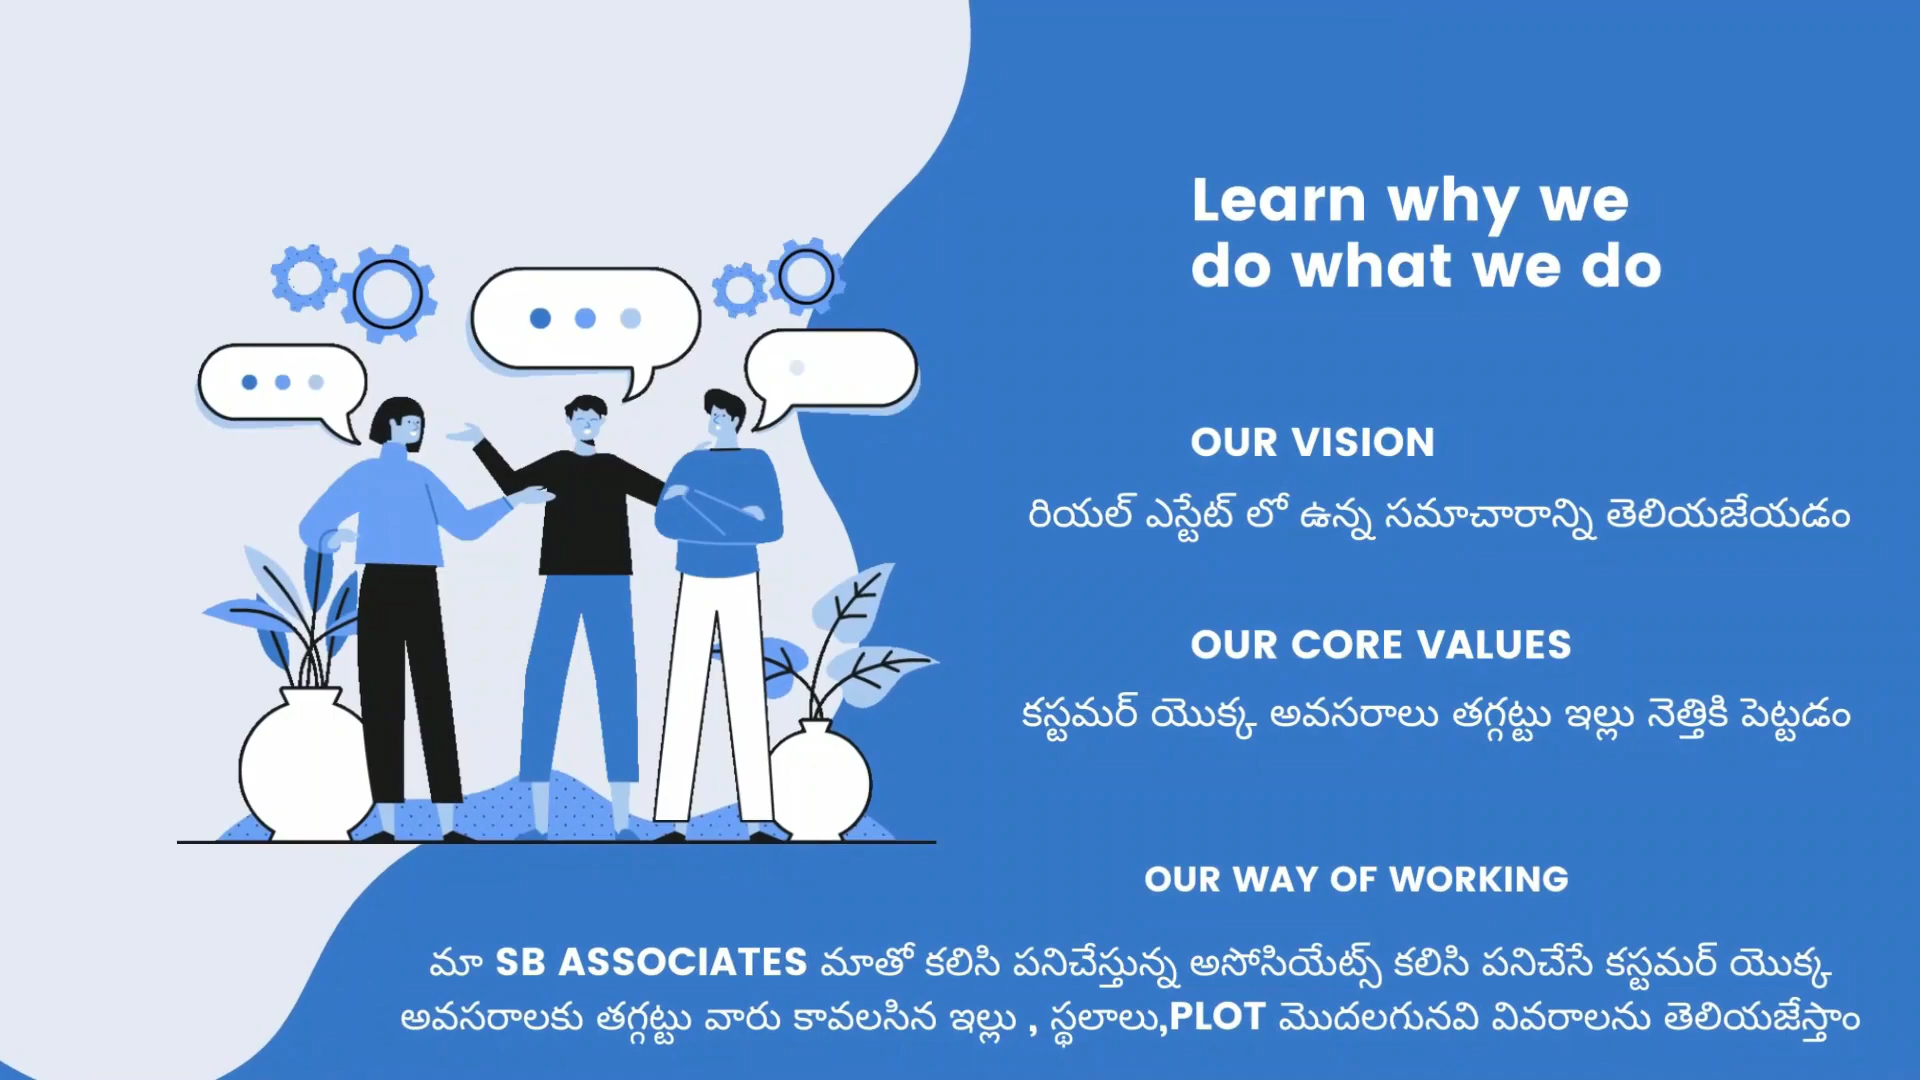 Learn why we
do what we do
OUR VISION
రియల్ ఎస్టేట్ లో ఉన్న సమాచారాన్ని తెలియజేయడం
OUR CORE VALUES
కస్టమర్ యొక్క అవసరాలు తగ్గట్టు ఇల్లు నెత్తికి పెట్టడం
OUR WAY OF WORKING
మా SB ASSOCIATES మాతో కలిసి పనిచేస్తున్న అసోసియేట్స్ కలిసి పనిచేసే కస్టమర్ యొక్క
అవసరాలకు తగ్గట్టు వారు కావలసిన ఇల్లు , స్థలాలు,PLOT మొదలగునవి వివరాలను తెలియజేస్తాం